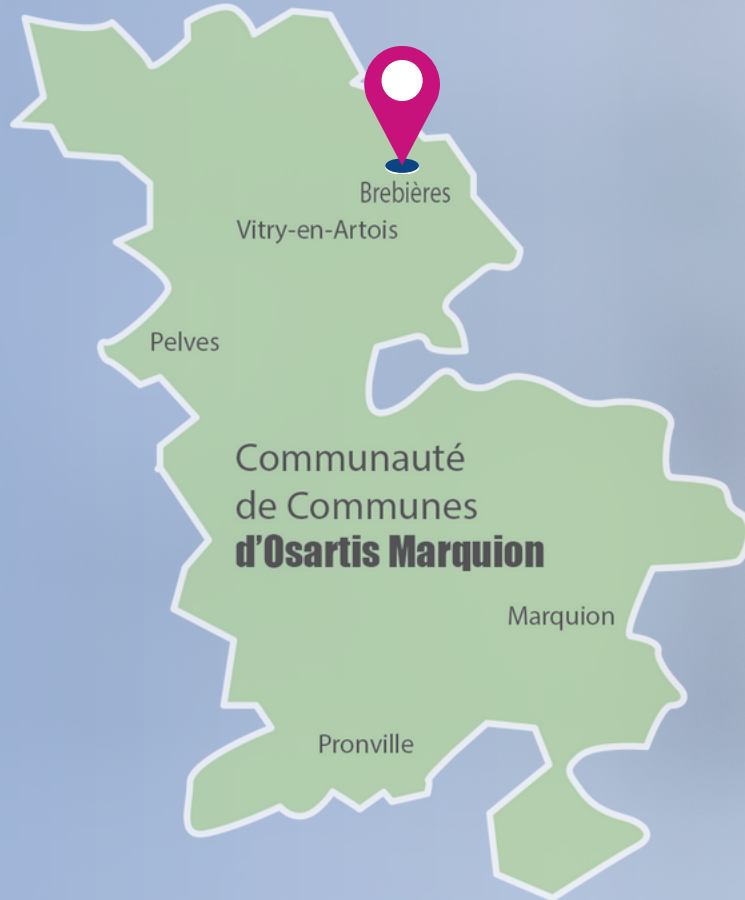 Brebières
Vitry-en-Artois
Pelves
Communauté
de Communes
d'Osartis Marquion
Marquion
Pronville